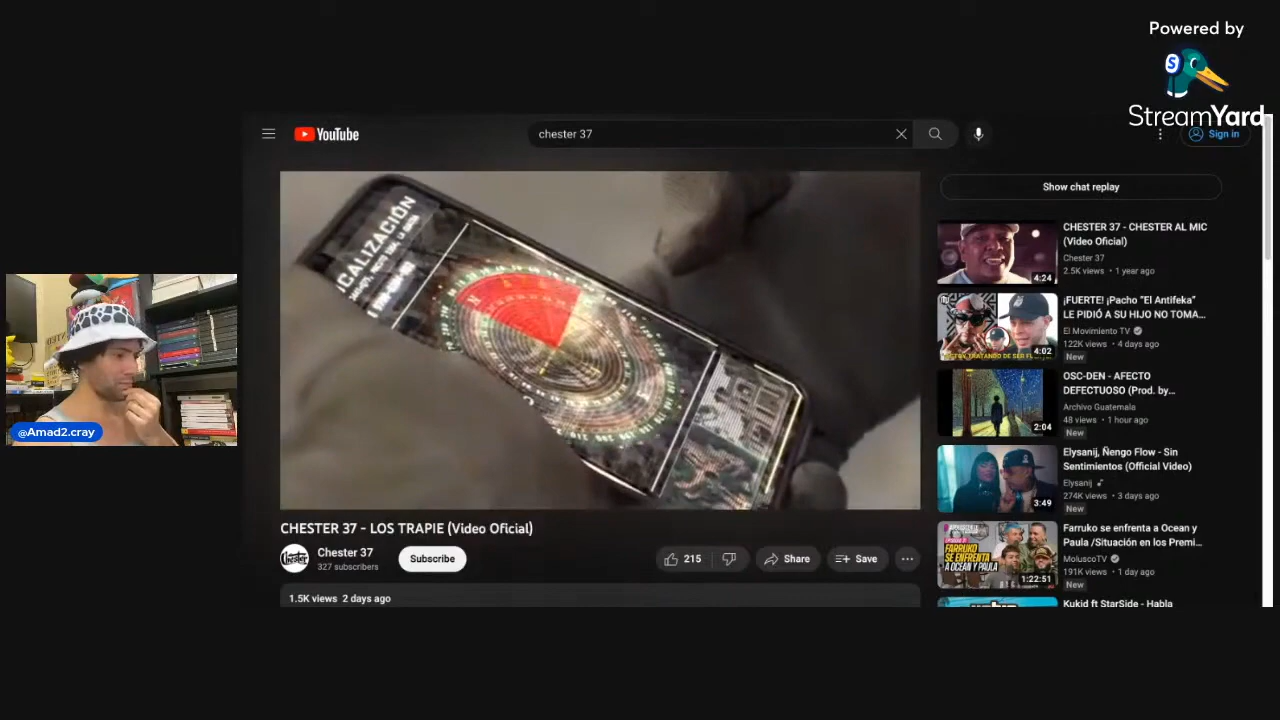 Powered by
StreamYard
YouTube
chester 37
Sign in
Show chat replay
CALIZACIÓN
CHESTER 37 - CHESTER AL MIC
(Video Oficial)
Chester 37
2.5K views • 1 year ago
4:24
¡FUERTE! ¡Pacho "El Antifeka"
LE PIDIÓ A SU HIJO NO TOMA...
El Movimiento TV
122K views • 4 days ago
New
4:02
OSC-DEN - AFECTO
DEFECTUOSO (Prod. by...
Archivo Guatemala
48 views • 1 hour ago
New
2:04
Elysanij, Ñengo Flow - Sin
Sentimientos (Official Video)
Elysanij
274K views • 3 days ago
New
3:49
Farruko se enfrenta a Ocean y
Paula /Situación en los Premi...
MoluscoTV
191K views • 1 day ago
New
FARRUKO
SE ENFRENTA
A OCEAN Y
PAULA
1:22:51
Kukid ft StarSide - Habla
@Amad2.cray
CHESTER 37 - LOS TRAPIE (Video Oficial)
Chester
Chester 37
327 subscribers
Subscribe
215
Share
Save
1.5K views 2 days ago